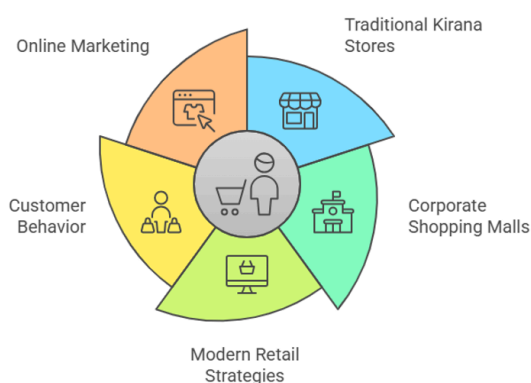 Online Marketing
Traditional Kirana
Stores
Customer
Behavior
Corporate
Shopping Malls
Modern Retail
Strategies